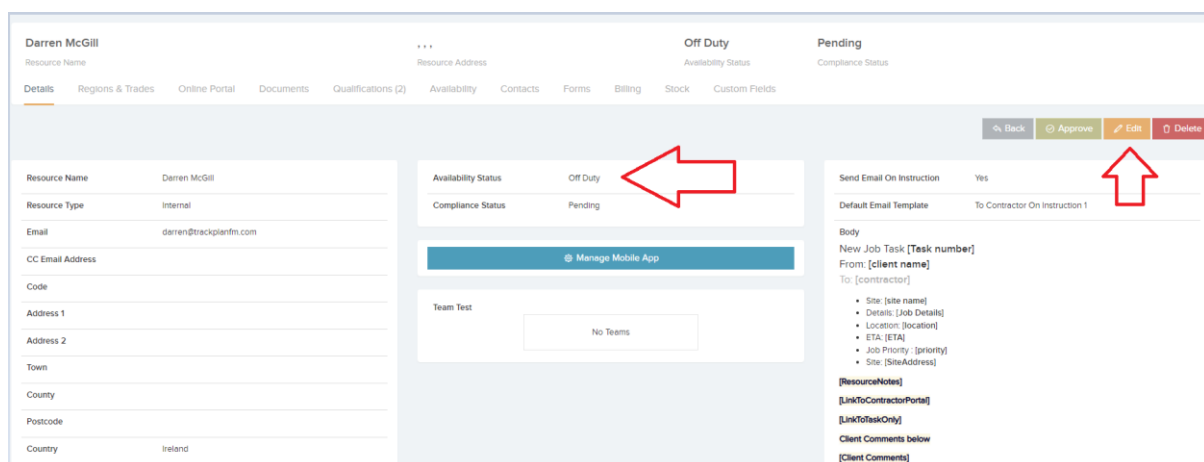 Darren McGill
, , ,
Off Duty
Pending
Resource Name
Resource Address
Availability Status
Compliance Status
Details Regions & Trades Online Portal Documents Qualifications (2) Availability Contacts Forms Billing Stock Custom Fields
Back Approve Edit Delete
Resource Name Darren McGill
Resource Type Internal
Email darren@trackplanfm.com
CC Email Address
Code
Address 1
Address 2
Town
County
Postcode
Country Ireland
Availability Status Off Duty
Compliance Status Pending
Manage Mobile App
Team Test
No Teams
Send Email On Instruction Yes
Default Email Template To Contractor On Instruction 1
Body
New Job Task [Task number]
From: [client name]
To: [contractor]
• Site: [site name]
• Details: [Job Details]
• Location: [location]
• ETA: [ETA]
• Job Priority : [priority]
• Site: [SiteAddress]
[ResourceNotes]
[LinkToContractorPortal]
[LinkToTaskOnly]
Client Comments below
[Client Comments]